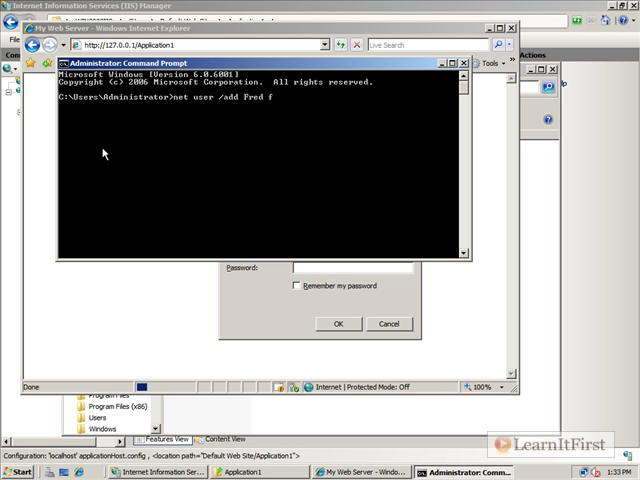 Internet Information Services (IIS) Manager
My Web Server - Windows Internet Explorer
http://127.0.0.1/Application1
Live Search
File
Tools
Actions
Administrator: Command Prompt
Microsoft Windows [Version 6.0.6001]
Copyright (c) 2006 Microsoft Corporation.  All rights reserved.
C:\Users\Administrator>net user /add Fred f
Password:
Remember my password
OK
Cancel
Done
Internet | Protected Mode: Off
100%
Program Files
Program Files (x86)
Users
Windows
Features View
Content View
LearnItFirst
Configuration: 'localhost' applicationHost.config , <location path="Default Web Site/Application1">
Start
Internet Information Ser...
Application1
My Web Server - Windo...
Administrator: Comm...
1:33 PM